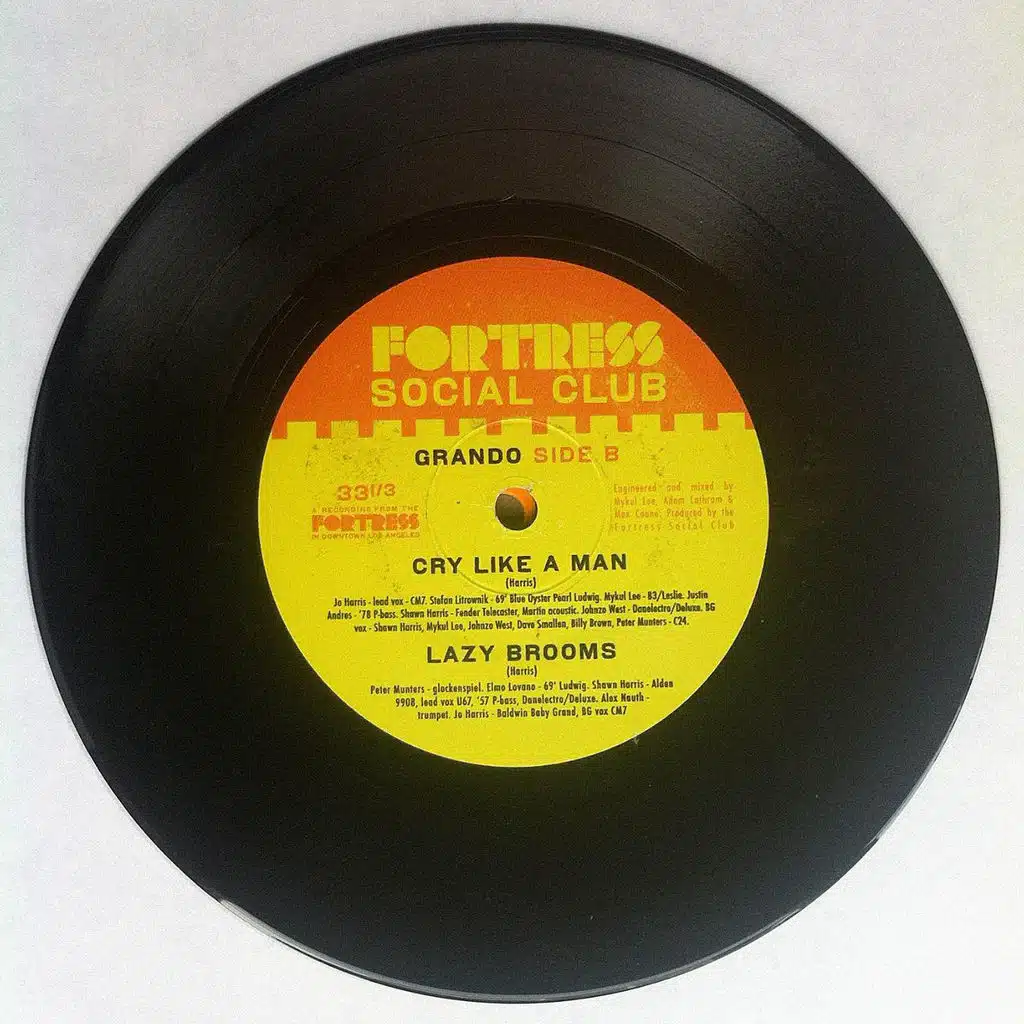 FORTRESS
SOCIAL CLUB
GRANDO SIDE B
33 1/3
A RECORDING FROM THE
FORTRESS
IN DOWNTOWN LOS ANGELES
Engineered and mixed by
Mykul Lee, Adam Lathrum &
Max Coane. Produced by the
Fortress Social Club
CRY LIKE A MAN
(Harris)
Jo Harris - lead vox - CM7. Stefan Litrownik - 69' Blue Oyster Pearl Ludwig. Mykul Lee - B3/Leslie. Justin
Andres - '78 P-bass. Shawn Harris - Fender Telecaster, Martin acoustic. Johnzo West - Danelectro/Deluxe. BG
vox - Shawn Harris, Mykul Lee, Johnzo West, Dave Smallen, Billy Brown, Peter Munters - C24.
LAZY BROOMS
(Harris)
Peter Munters - glockenspiel. Elmo Lovano - 69' Ludwig. Shawn Harris - Alden
9908, lead vox U67, '57 P-bass, Danelectro/Deluxe. Alex Nauth -
trumpet. Jo Harris - Baldwin Baby Grand, BG vox CM7